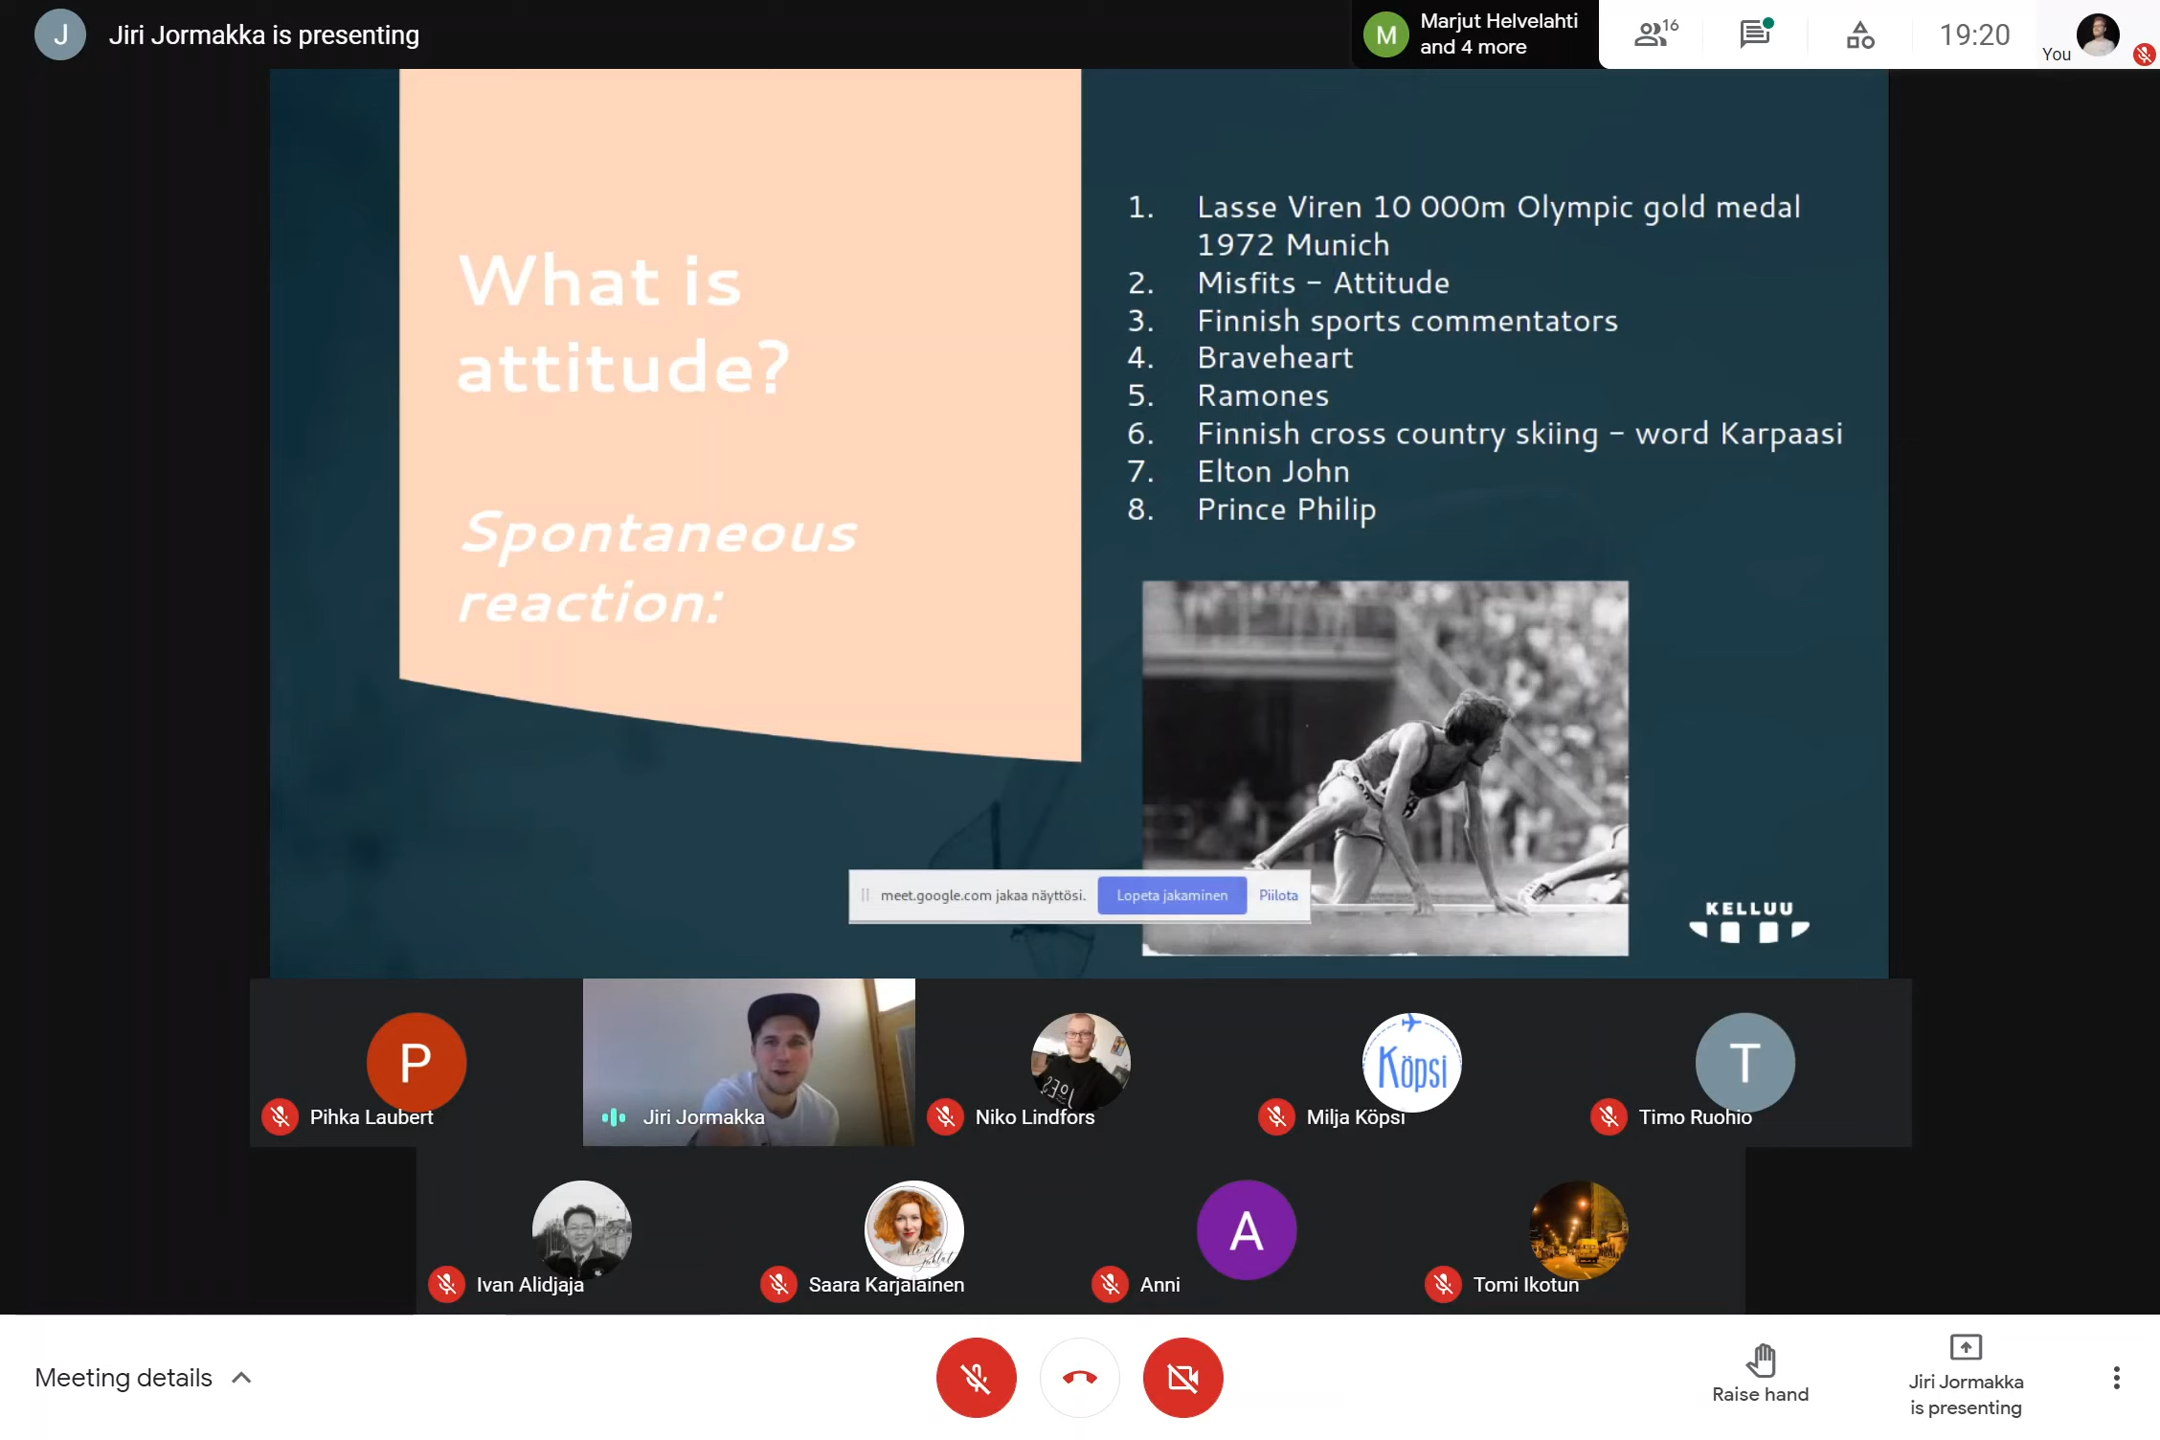 J
Jiri Jormakka is presenting
M
Marjut Helvelahti
and 4 more
16
19:20
You
What is
attitude?
Spontaneous
reaction:
1. Lasse Viren 10 000m Olympic gold medal
1972 Munich
2. Misfits - Attitude
3. Finnish sports commentators
4. Braveheart
5. Ramones
6. Finnish cross country skiing - word Karpaasi
7. Elton John
8. Prince Philip
meet.google.com jakaa näyttösi.
Lopeta jakaminen
Piilota
KELLUU
P
Pihka Laubert
Jiri Jormakka
Niko Lindfors
Köpsi
Milja Köpsi
T
Timo Ruohio
Ivan Alidjaja
Saara Karjalainen
A
Anni
Tomi Ikotun
Meeting details
Raise hand
Jiri Jormakka
is presenting